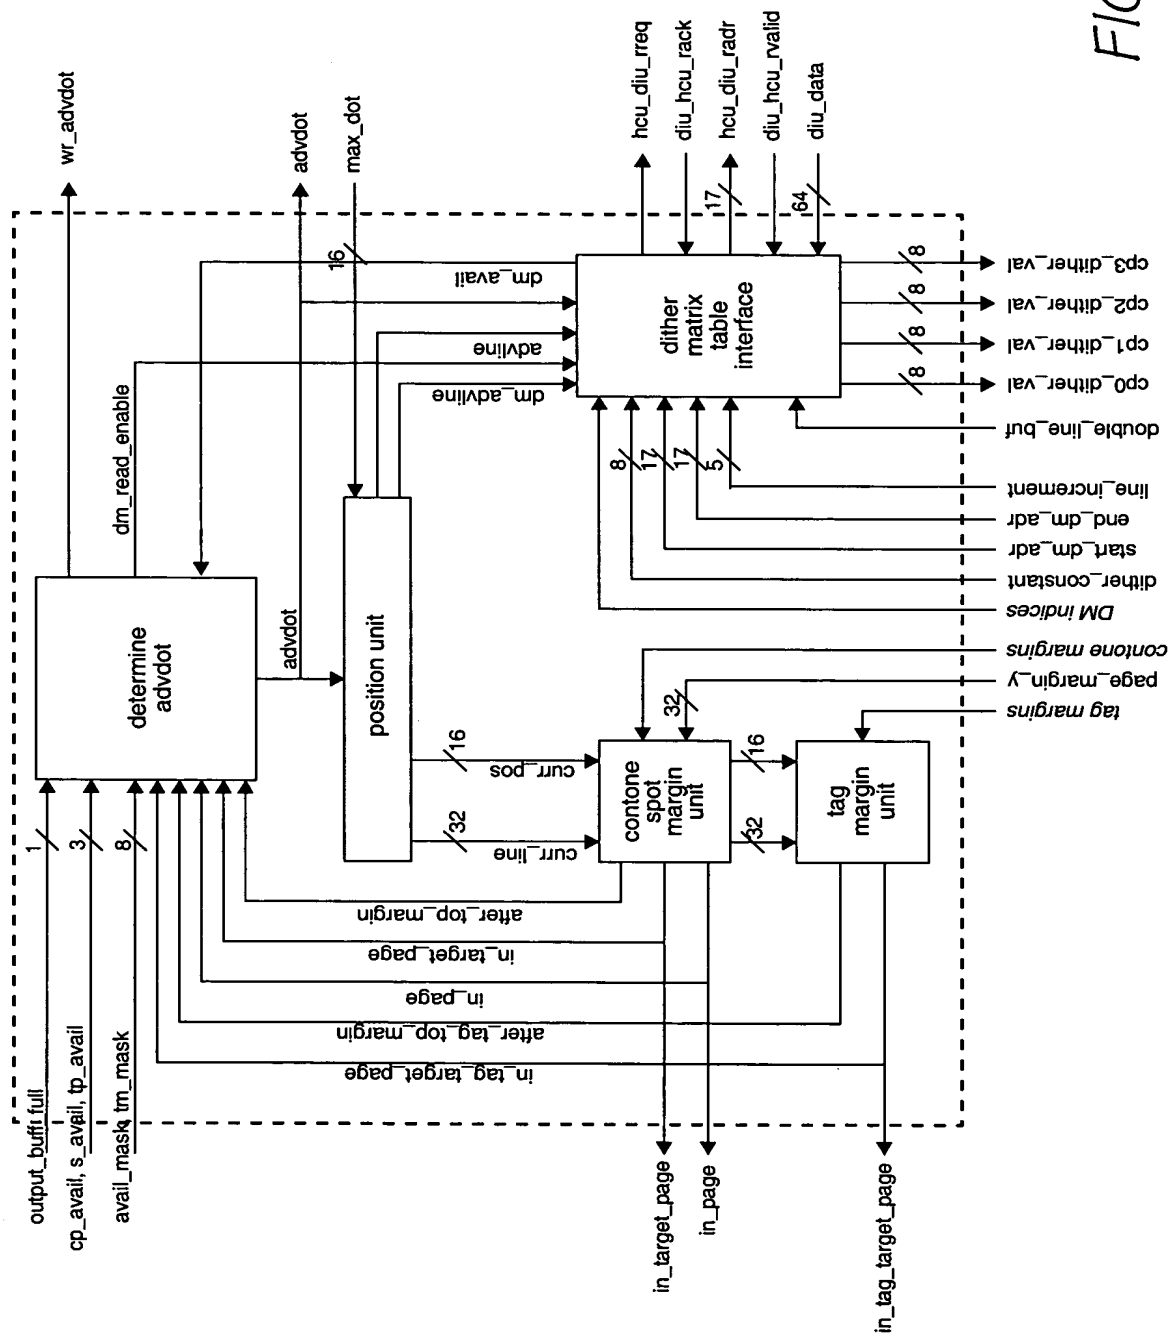 FIG
wr_advdot
advdot
max_dot
hcu_diu_rreq
diu_hcu_rack
hcu_diu_radr
diu_hcu_rvalid
diu_data
16
17
64
dm_read_enable
dm_avail
advline
dm_advline
determine
advdot
advdot
position unit
dither
matrix
table
interface
8
8
8
8
cp3_dither_val
cp2_dither_val
cp1_dither_val
cp0_dither_val
double_line_buf
line_increment
end_dm_adr
start_dm_adr
dither_constant
DM indices
contone margins
page_margin_y
tag margins
8
17
17
5
32
16
curr_pos
32
curr_line
contone
spot
margin
unit
16
32
tag
margin
unit
1
3
8
output_buff_full
cp_avail, s_avail, tp_avail
avail_mask, tm_mask
after_top_margin
in_target_page
in_page
after_tag_top_margin
in_tag_target_page
in_target_page
in_page
in_tag_target_page